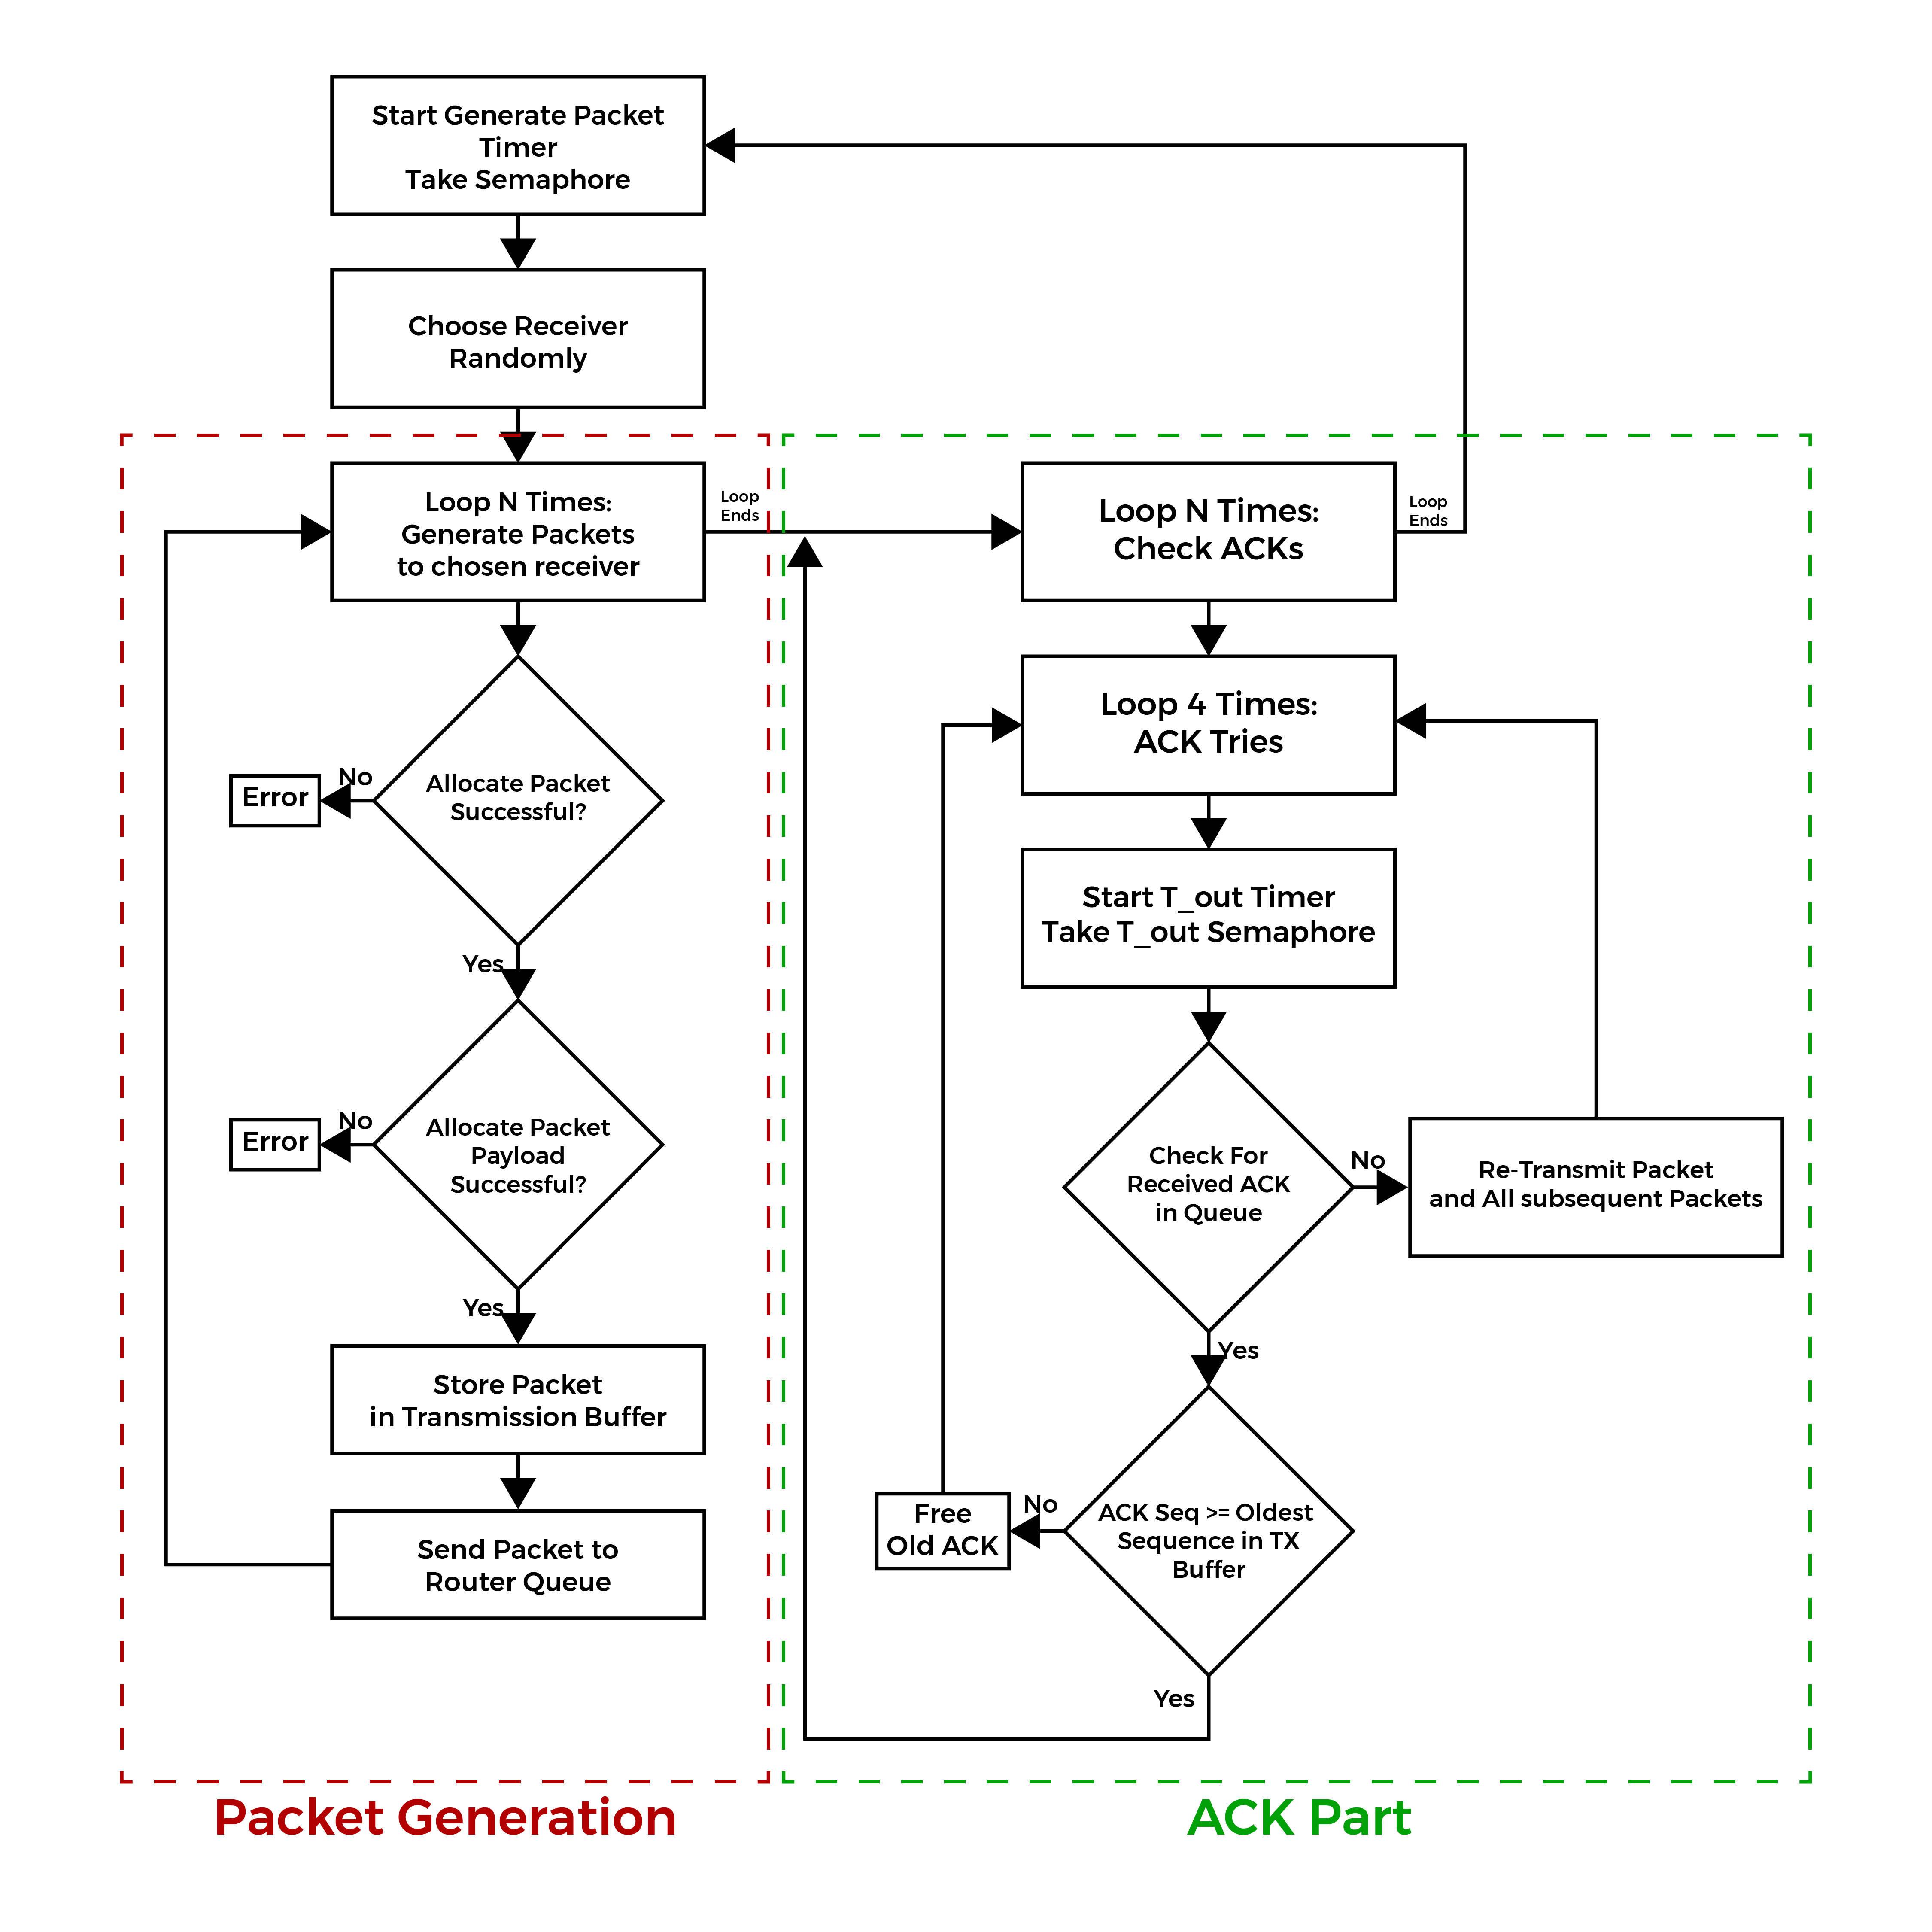 Start Generate Packet
Timer
Take Semaphore
Choose Receiver
Randomly
Loop N Times:
Generate Packets
to chosen receiver
Loop
Ends
Allocate Packet
Successful?
No
Error
Yes
Allocate Packet
Payload
Successful?
No
Error
Yes
Store Packet
in Transmission Buffer
Send Packet to
Router Queue
Packet Generation
Loop N Times:
Check ACKs
Loop
Ends
Loop 4 Times:
ACK Tries
Start T_out Timer
Take T_out Semaphore
Check For
Received ACK
in Queue
No
Re-Transmit Packet
and All subsequent Packets
Yes
ACK Seq >= Oldest
Sequence in TX
Buffer
No
Free
Old ACK
Yes
ACK Part